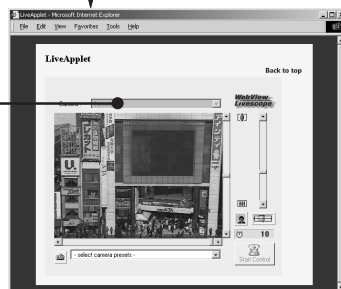 LiveApplet - Microsoft Internet Explorer
File Edit View Favorites Tools Help
LiveApplet
Back to top
Camera :
WebView
Livescope
U.
10
- select camera presets -
Start Control